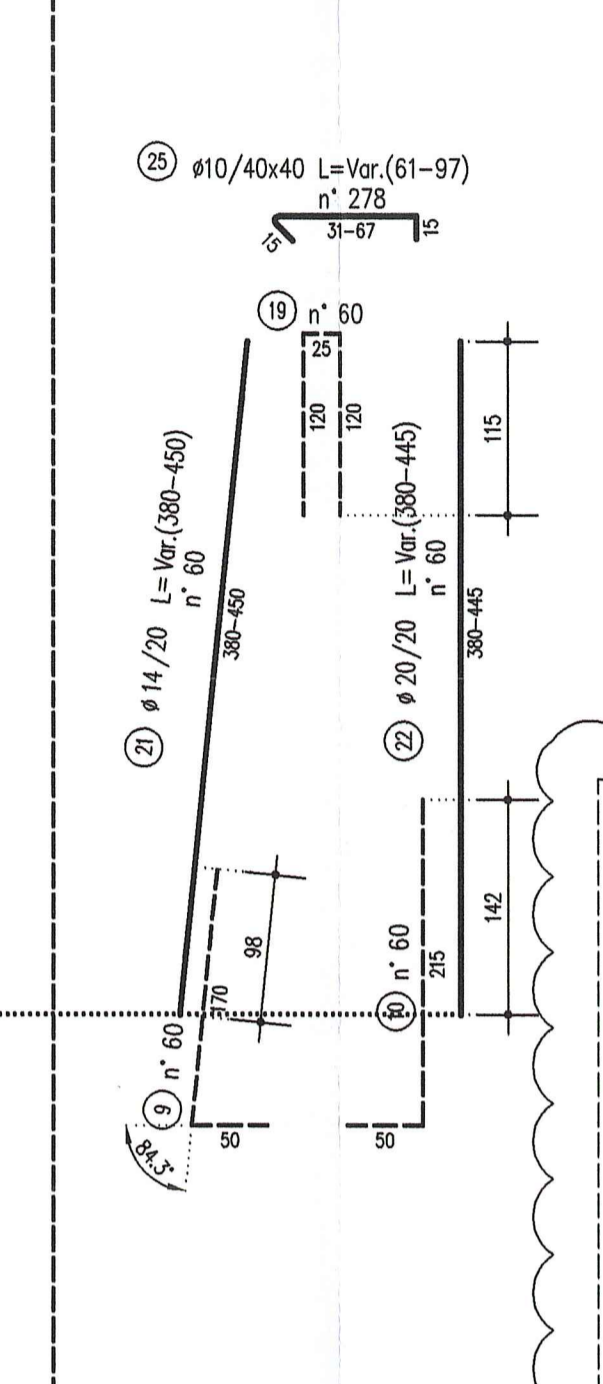 25 ø10/40x40 L=Var.(61-97)
n° 278
15 31-67 15
19 n° 60
25
120 120
115
21 ø 14/20 L= Var.(380-450)
n° 60
380-450
22 ø 20/20 L= Var.(380-445)
n° 60
380-445
98
142
170
10 n° 60
215
9 n° 60
50
50
84.3°